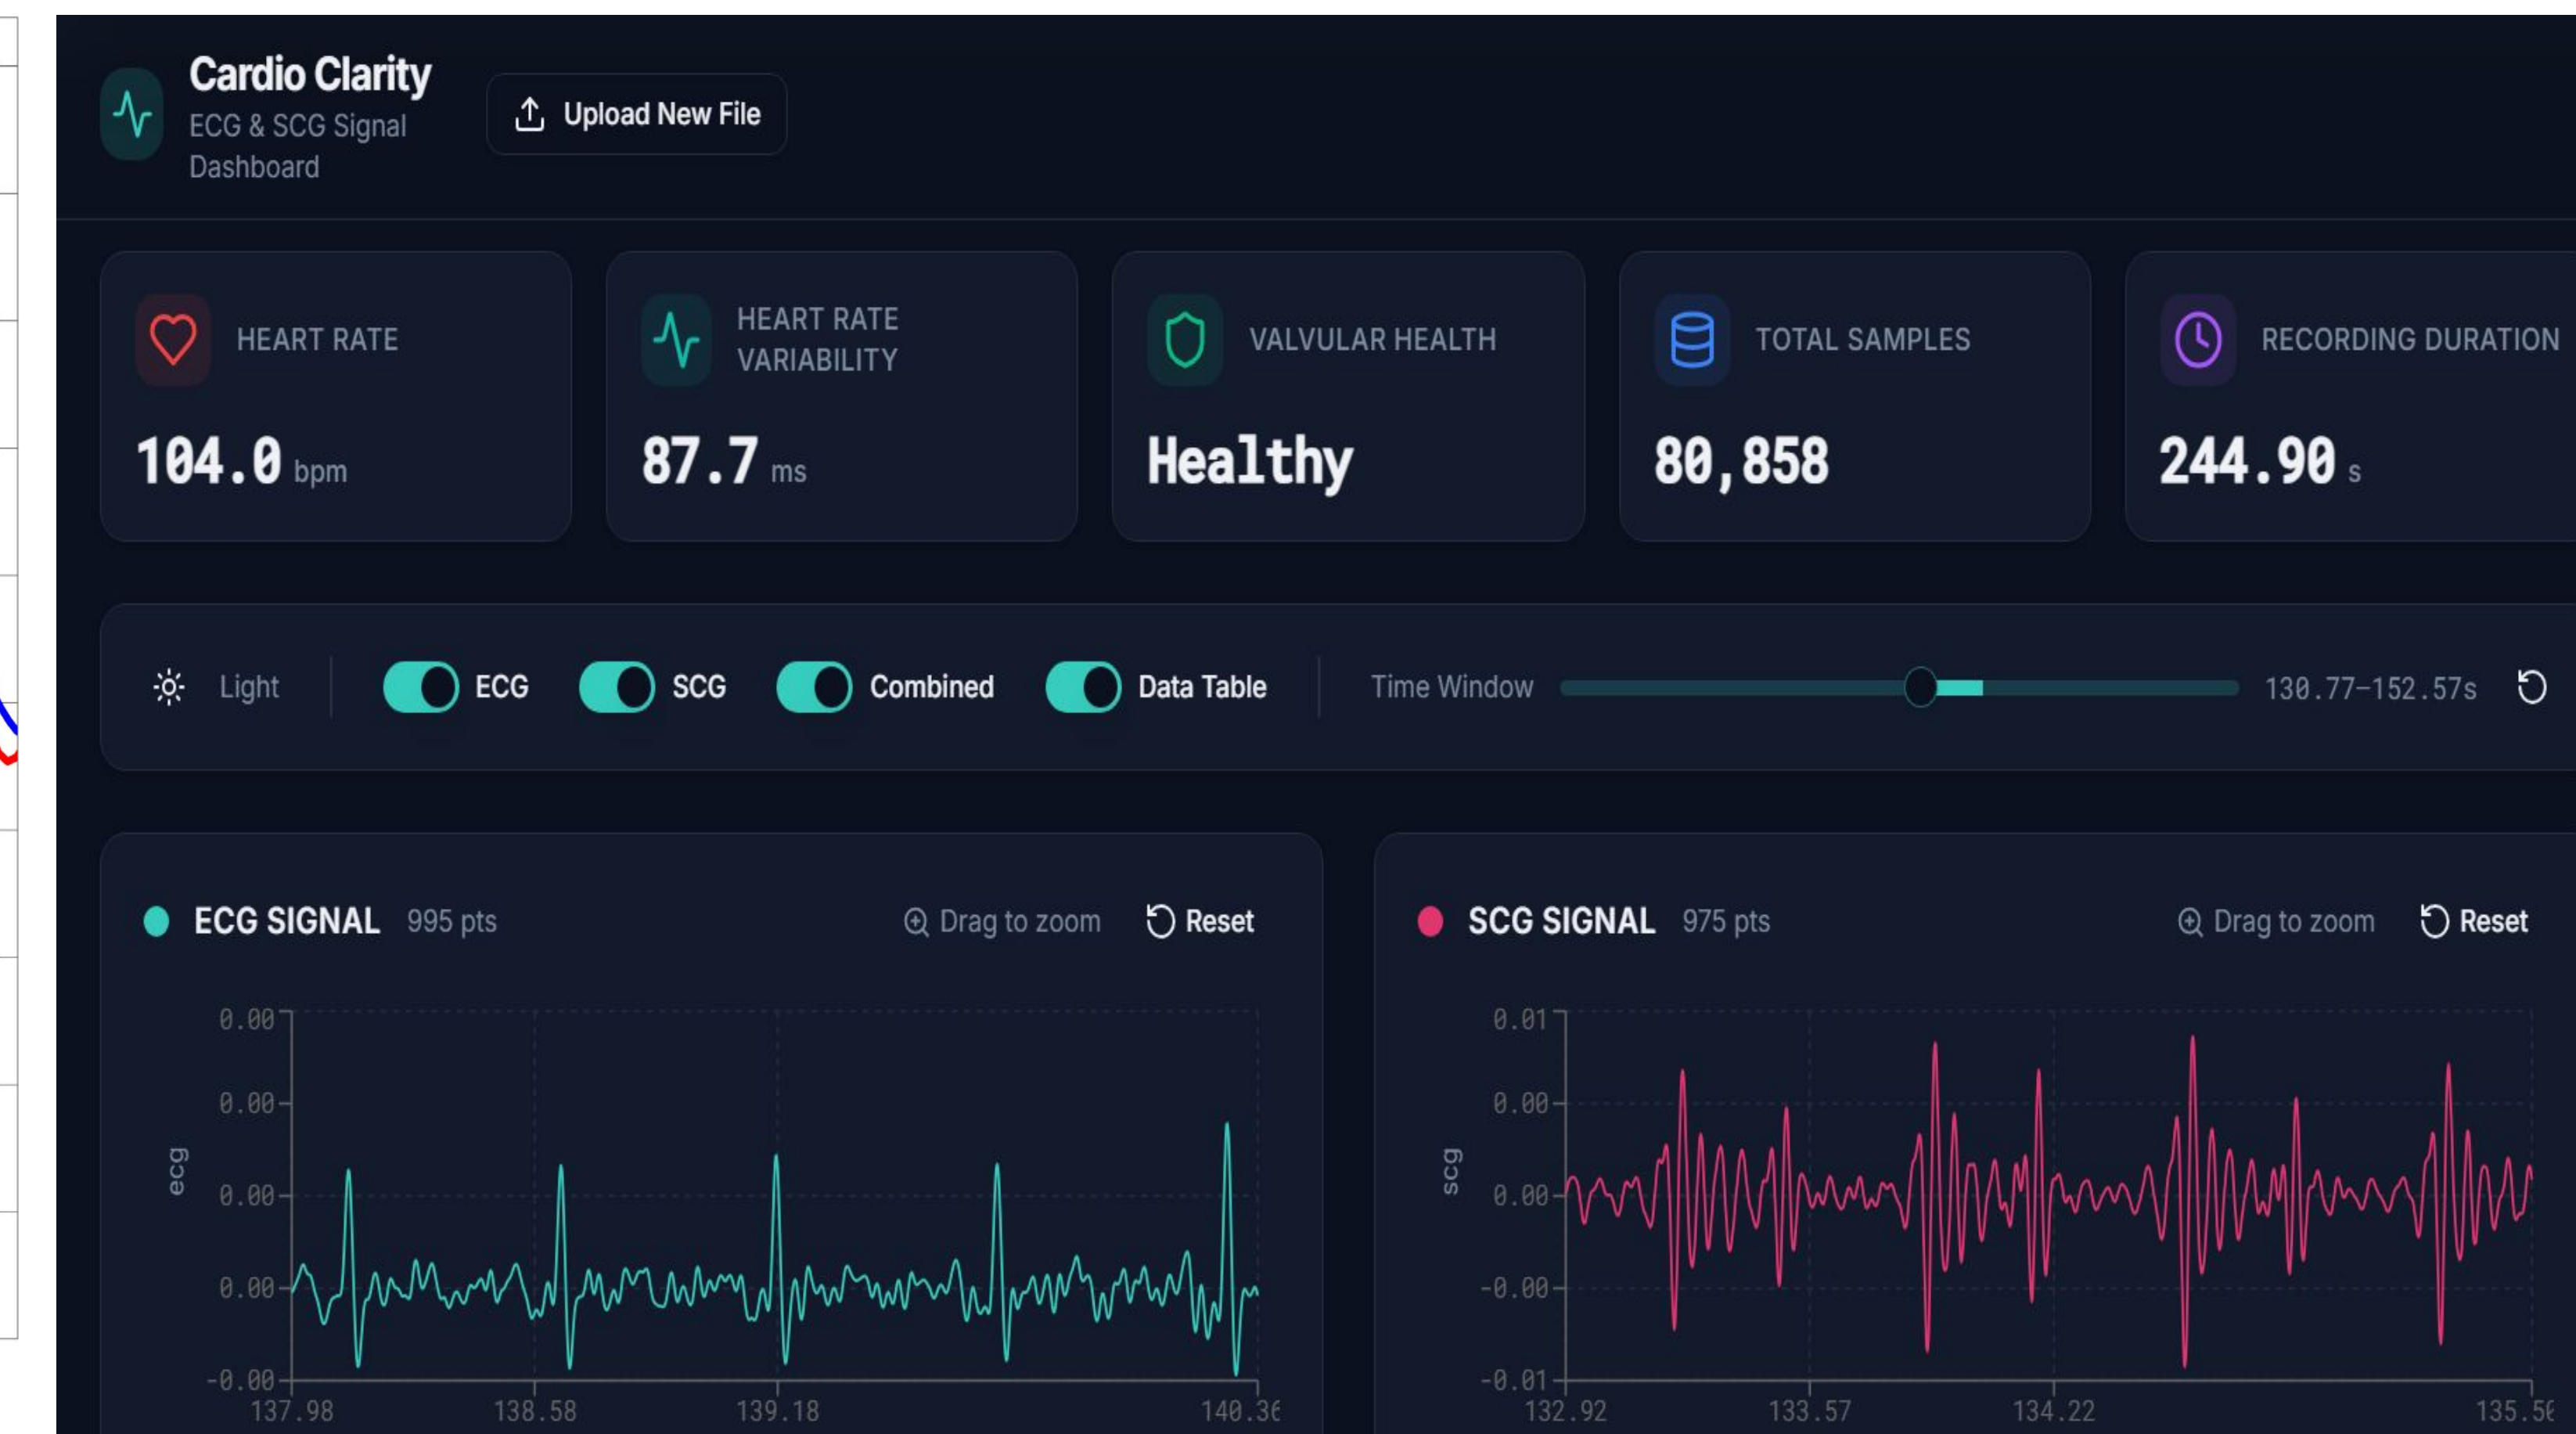 Cardio Clarity
ECG & SCG Signal
Dashboard
Upload New File
HEART RATE
104.0 bpm
HEART RATE
VARIABILITY
87.7 ms
VALVULAR HEALTH
Healthy
TOTAL SAMPLES
80,858
RECORDING DURATION
244.90 s
Light
ECG
SCG
Combined
Data Table
Time Window
130.77–152.57s
ECG SIGNAL 995 pts
Drag to zoom
Reset
0.00
0.00
0.00
0.00
-0.00
ecg
137.98
138.58
139.18
140.36
SCG SIGNAL 975 pts
Drag to zoom
Reset
0.01
0.00
0.00
-0.00
-0.01
scg
132.92
133.57
134.22
135.56